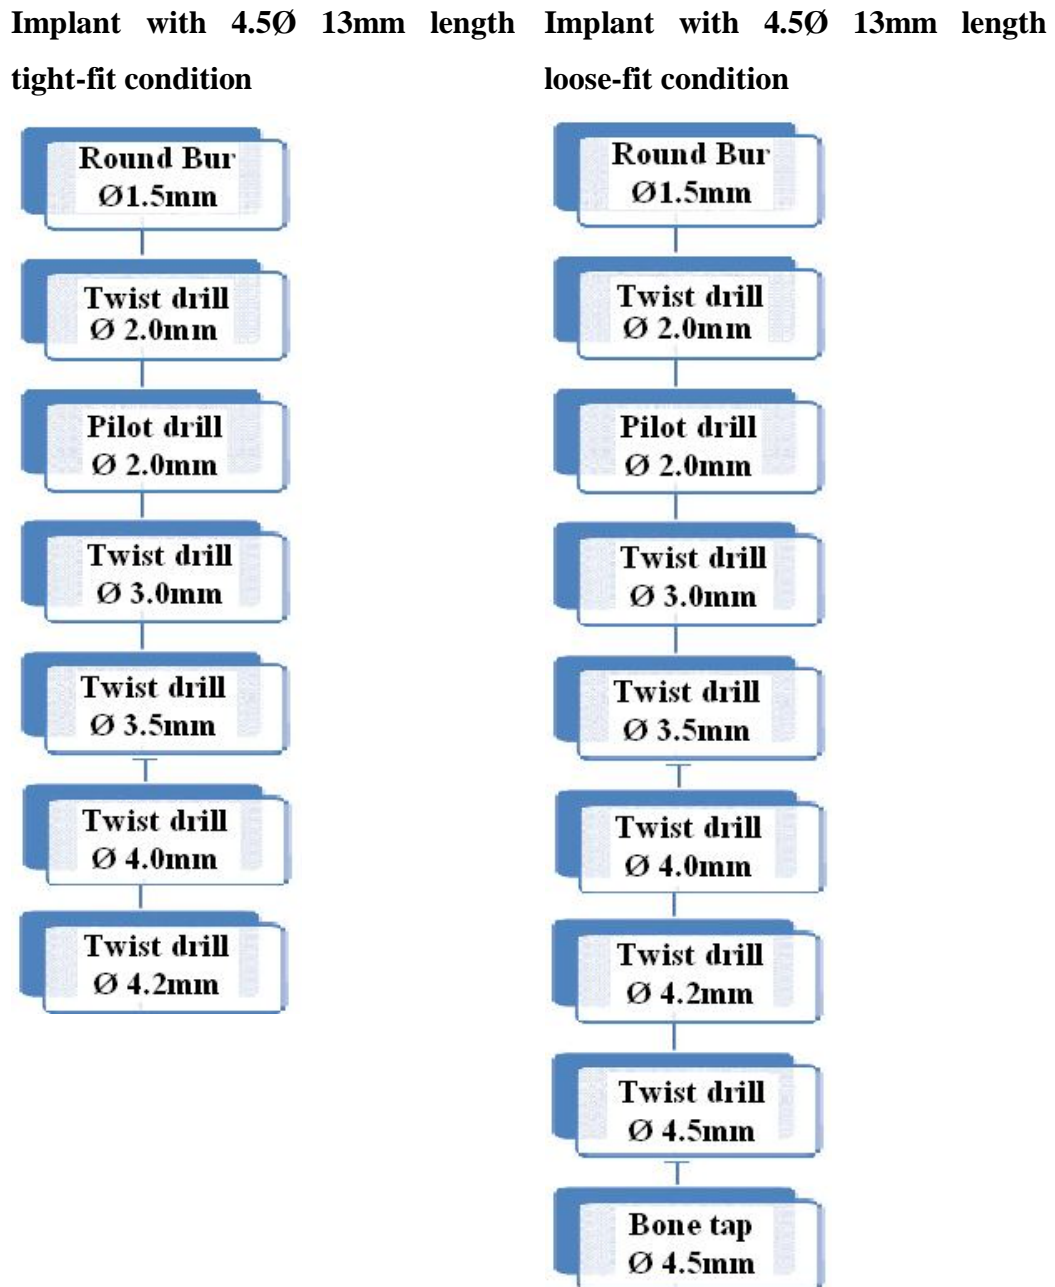 Implant with 4.5Ø 13mm length
tight-fit condition
Round Bur
Ø1.5mm
Twist drill
Ø 2.0mm
Pilot drill
Ø 2.0mm
Twist drill
Ø 3.0mm
Twist drill
Ø 3.5mm
Twist drill
Ø 4.0mm
Twist drill
Ø 4.2mm
Implant with 4.5Ø 13mm length
loose-fit condition
Round Bur
Ø1.5mm
Twist drill
Ø 2.0mm
Pilot drill
Ø 2.0mm
Twist drill
Ø 3.0mm
Twist drill
Ø 3.5mm
Twist drill
Ø 4.0mm
Twist drill
Ø 4.2mm
Twist drill
Ø 4.5mm
Bone tap
Ø 4.5mm